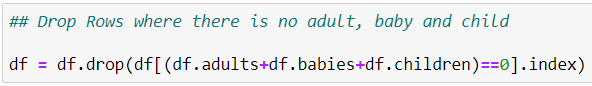 ## Drop Rows where there is no adult, baby and child
df = df.drop(df[(df.adults+df.babies+df.children)==0].index)